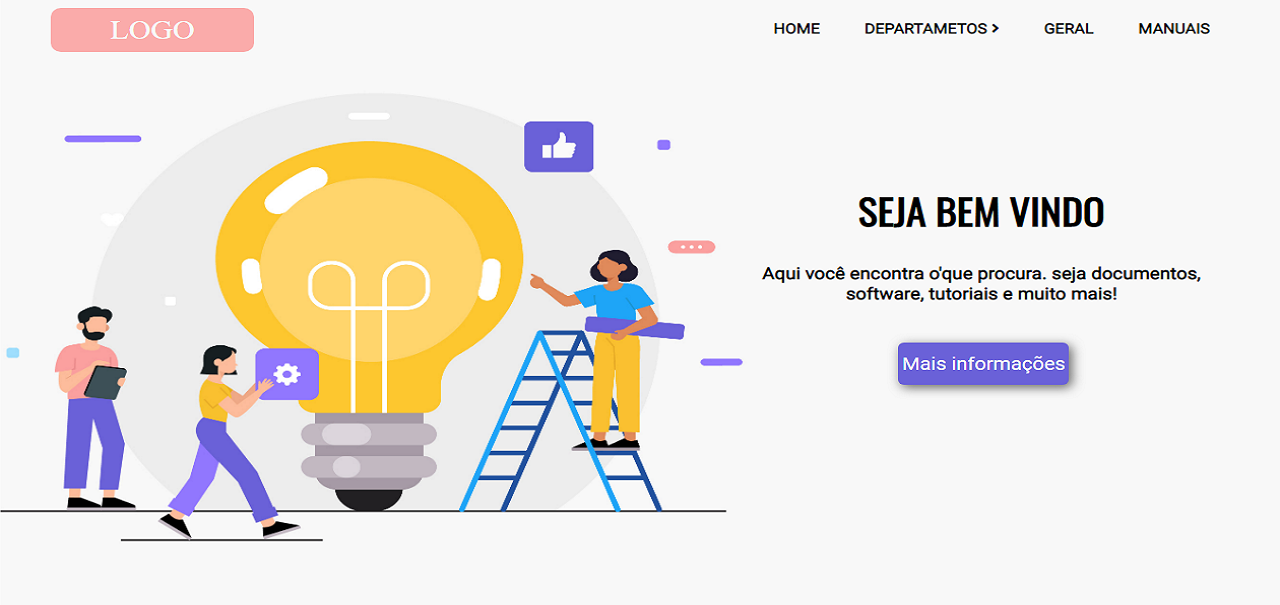 LOGO
HOME
DEPARTAMETOS >
GERAL
MANUAIS
SEJA BEM VINDO
Aqui você encontra o'que procura. seja documentos,
software, tutoriais e muito mais!
Mais informações